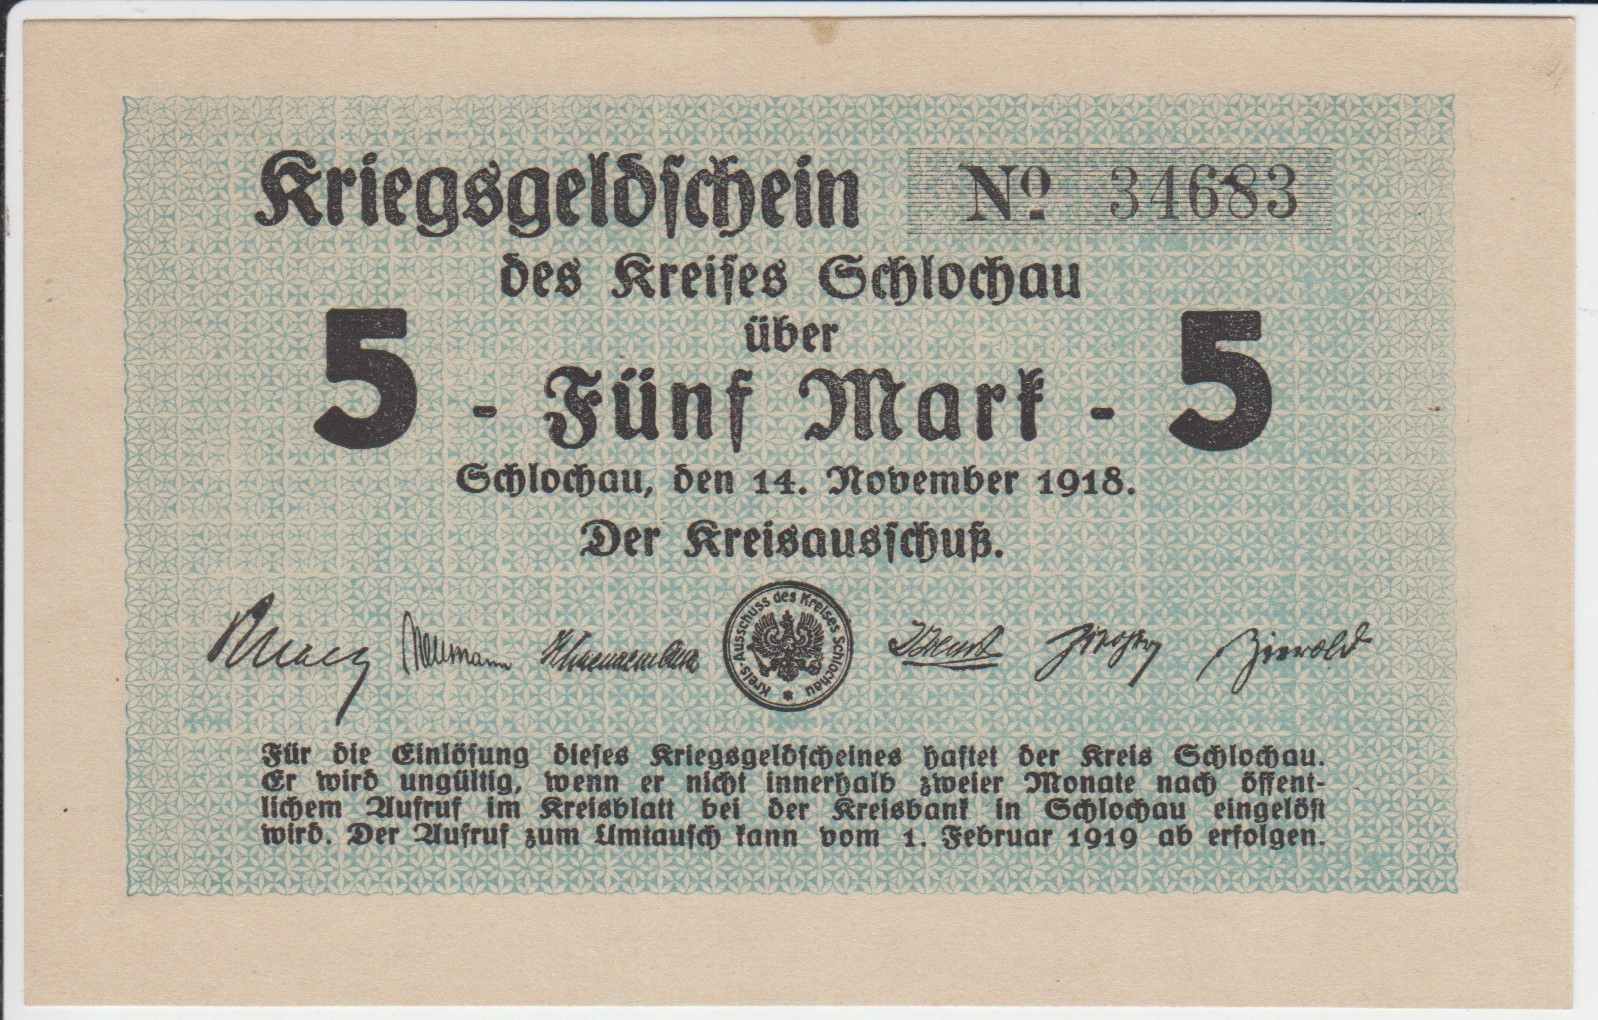 Kriegsgeldschein
No 34683
des Kreises Schlochau
über
5 - Fünf Mark - 5
Schlochau, den 14. November 1918.
Der Kreisausschuß.
Neumann
Kreis-Ausschuss des Kreises Schlochau *
Für die Einlösung dieses Kriegsgeldscheines haftet der Kreis Schlochau.
Er wird ungültig, wenn er nicht innerhalb zweier Monate nach öffent-
lichem Aufruf im Kreisblatt bei der Kreisbank in Schlochau eingelöst
wird. Der Aufruf zum Umtausch kann vom 1. Februar 1919 ab erfolgen.